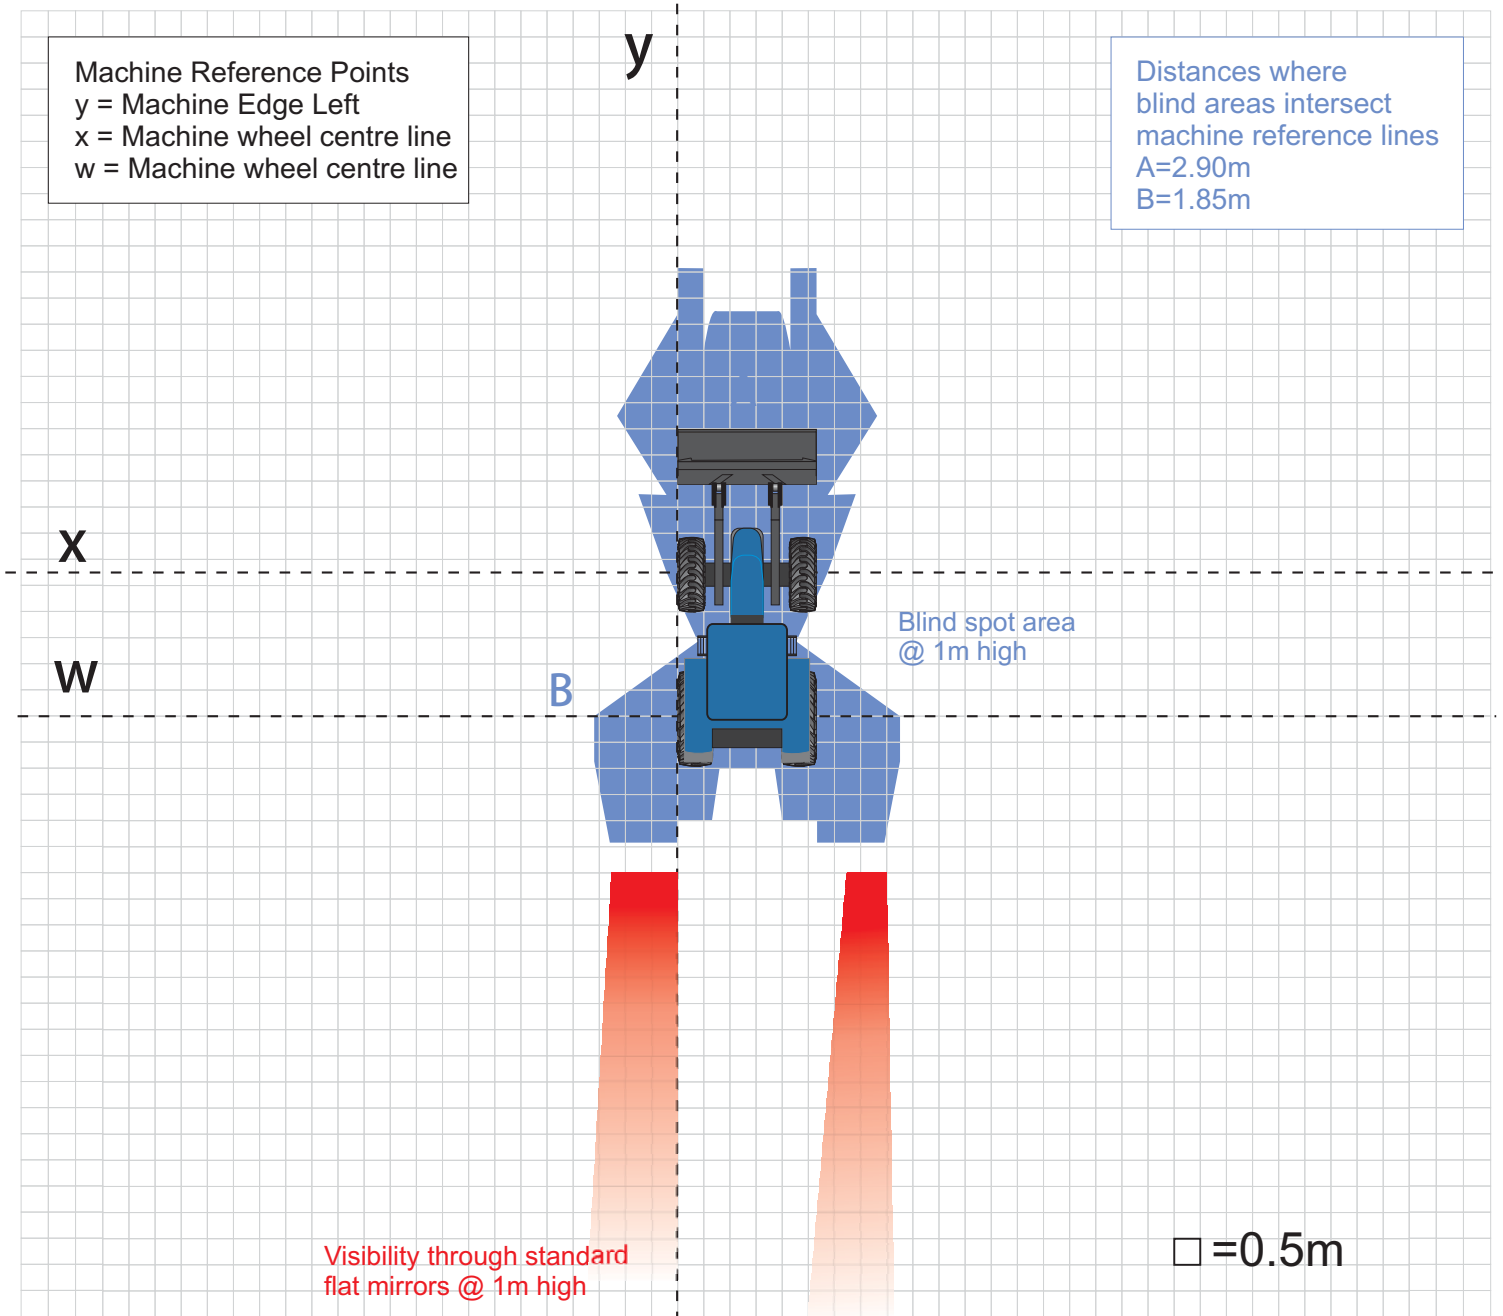 y
Machine Reference Points
y = Machine Edge Left
x = Machine wheel centre line
w = Machine wheel centre line
Distances where
blind areas intersect
machine reference lines
A=2.90m
B=1.85m
x
Blind spot area
@ 1m high
w
B
Visibility through standard
flat mirrors @ 1m high
□ =0.5m